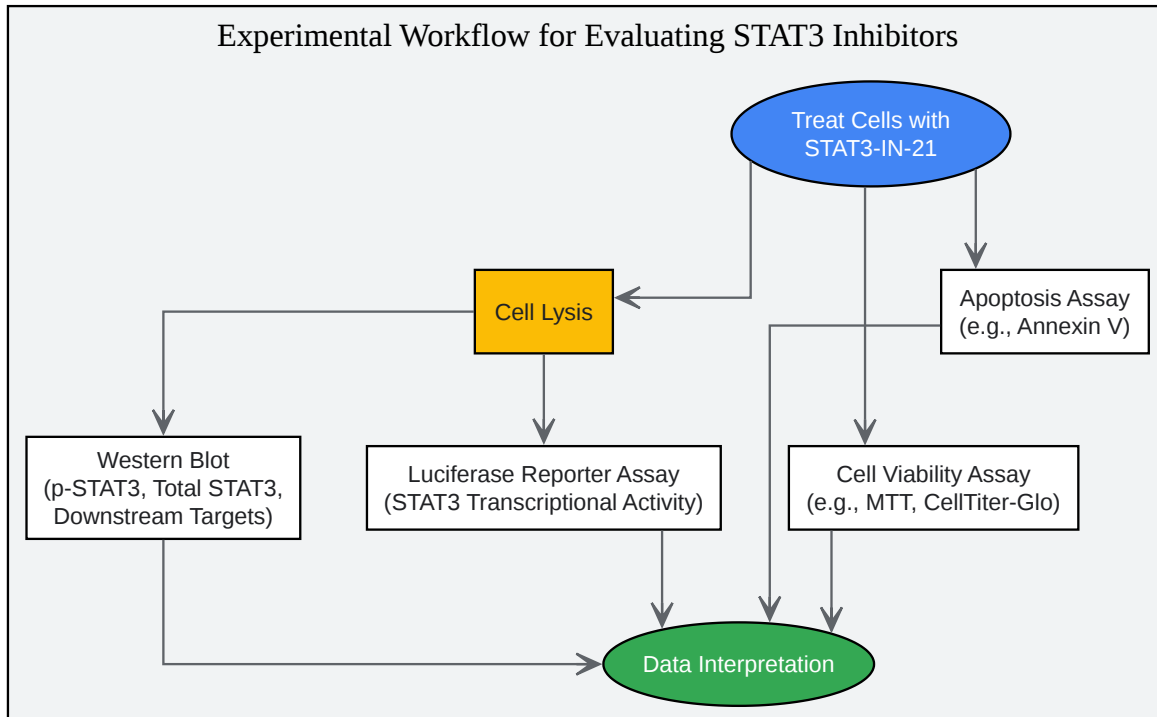 Experimental Workflow for Evaluating STAT3 Inhibitors
Treat Cells with
STAT3-IN-21
Cell Lysis
Apoptosis Assay
(e.g., Annexin V)
Western Blot
(p-STAT3, Total STAT3,
Downstream Targets)
Luciferase Reporter Assay
(STAT3 Transcriptional Activity)
Cell Viability Assay
(e.g., MTT, CellTiter-Glo)
Data Interpretation